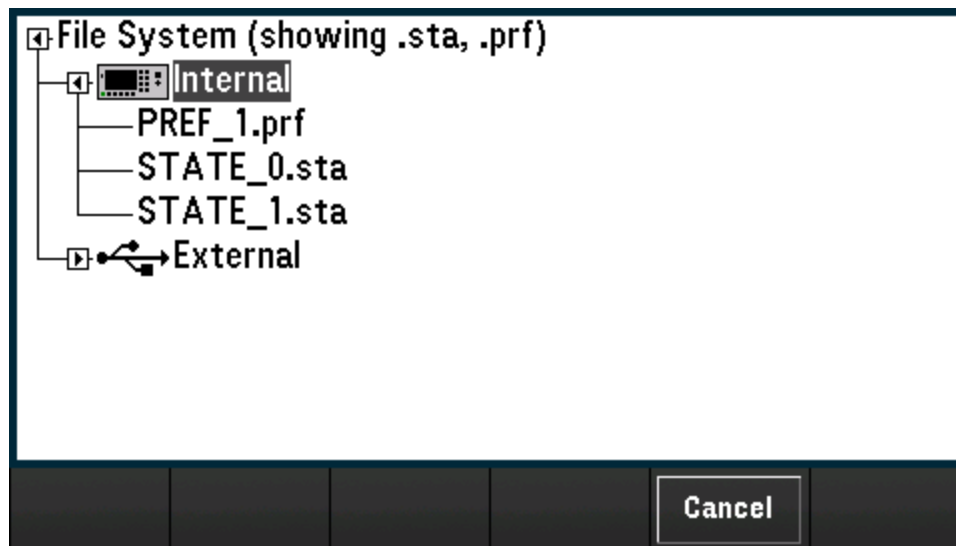 File System (showing .sta, .prf)
Internal
PREF_1.prf
STATE_0.sta
STATE_1.sta
External
Cancel